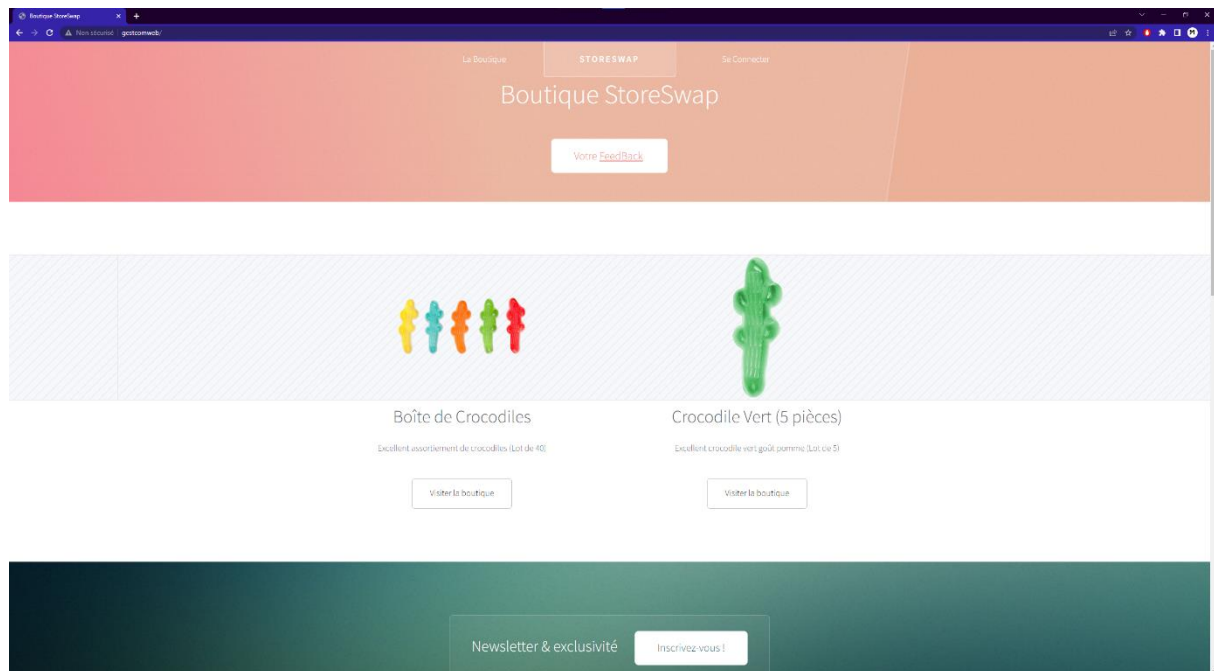 Boutique StoreSwap
Non sécurisé gestcomweb/
La Boutique STORESWAP Se Connecter
Boutique StoreSwap
Votre FeedBack
Boîte de Crocodiles Crocodile Vert (5 pièces)
Excellent assortiement de crocodiles (Lot de 40) Excellent crocodile vert goût pomme (Lot de 5)
Visiter la boutique Visiter la boutique
Newsletter & exclusivité Inscrivez-vous !